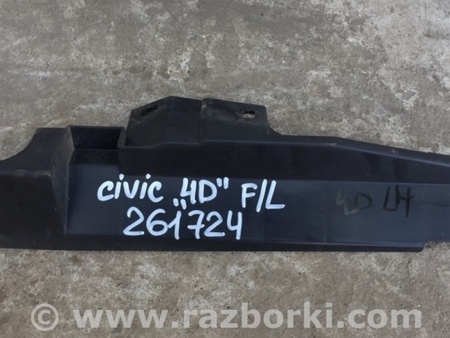 civic „4D" F/L
261724
4D LH
www.razborki.com